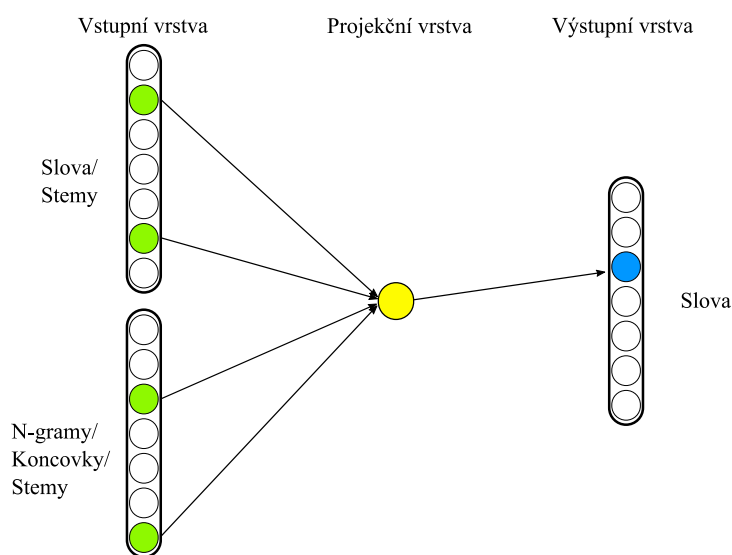 Vstupní vrstva
Projekční vrstva
Výstupní vrstva
Slova/
Stemy
Slova
N-gramy/
Koncovky/
Stemy